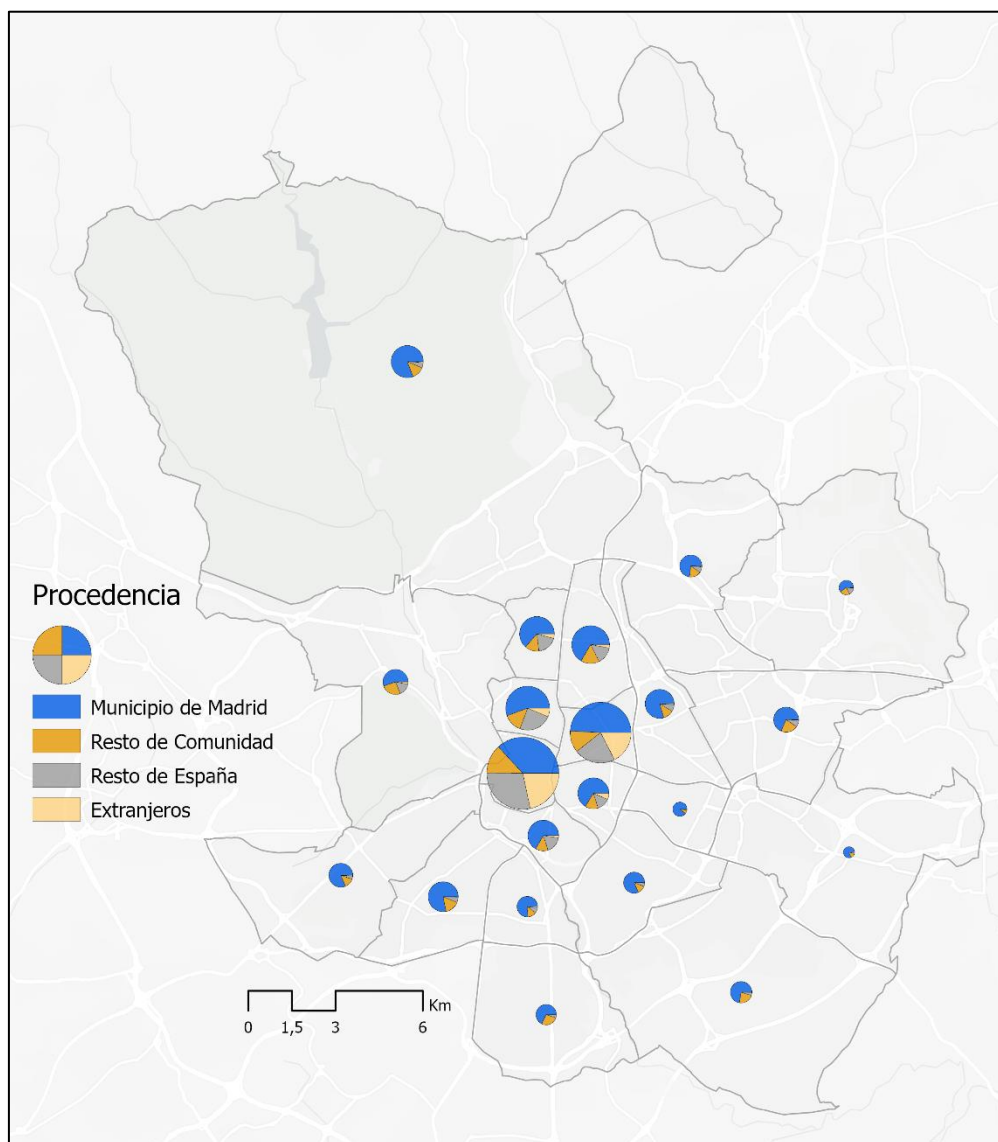 Procedencia
Municipio de Madrid
Resto de Comunidad
Resto de España
Extranjeros
Km
0 1,5 3 6